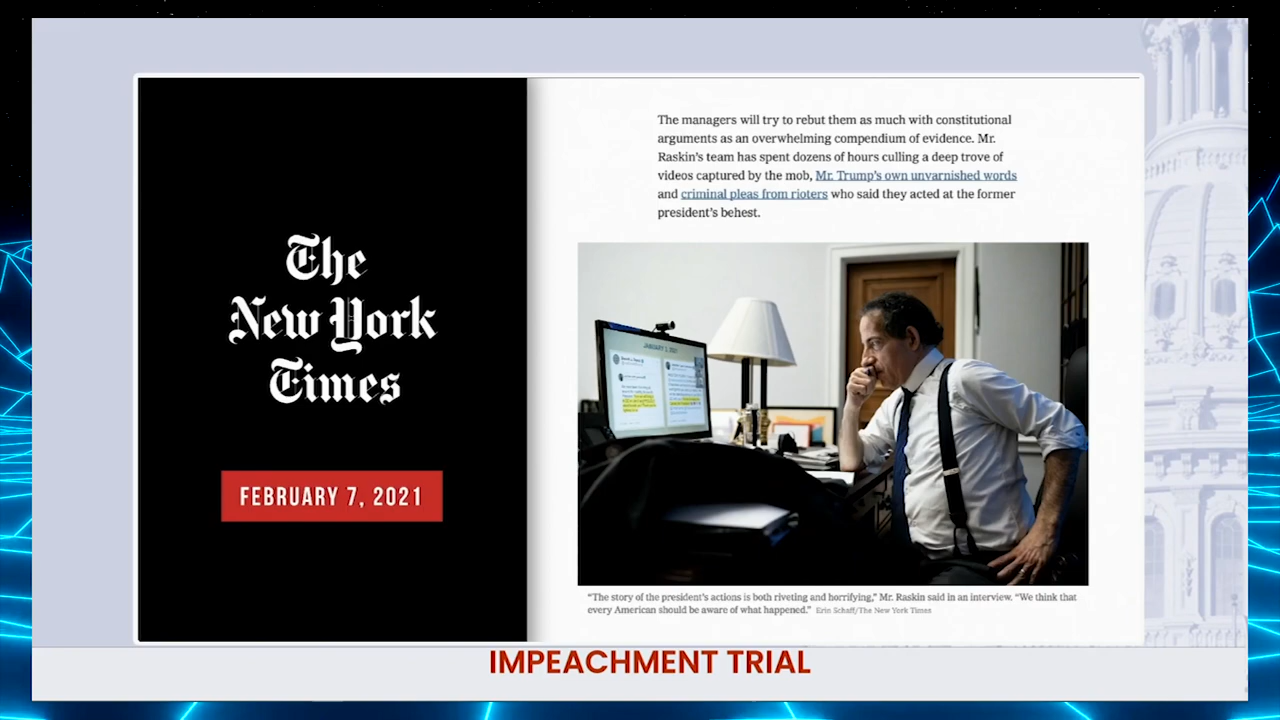 The
New York
Times
FEBRUARY 7, 2021
The managers will try to rebut them as much with constitutional
arguments as an overwhelming compendium of evidence. Mr.
Raskin's team has spent dozens of hours culling a deep trove of
videos captured by the mob, Mr. Trump's own unvarnished words
and criminal pleas from rioters who said they acted at the former
president's behest.
JANUARY 3, 2021
"The story of the president's actions is both riveting and horrifying," Mr. Raskin said in an interview. "We think that
every American should be aware of what happened." Erin Schaff/The New York Times
IMPEACHMENT TRIAL